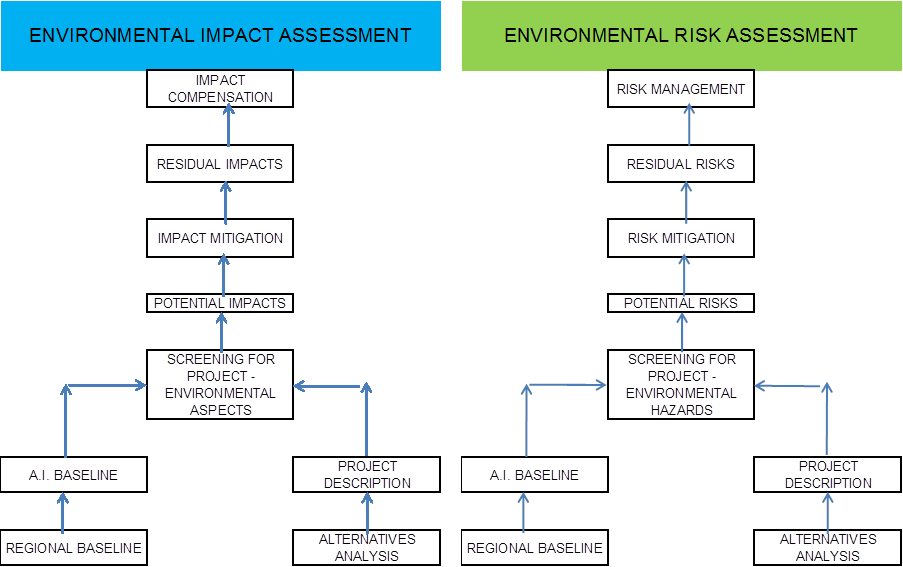 ENVIRONMENTAL IMPACT ASSESSMENT
IMPACT
COMPENSATION
RESIDUAL IMPACTS
IMPACT MITIGATION
POTENTIAL IMPACTS
SCREENING FOR
PROJECT -
ENVIRONMENTAL
ASPECTS
A.I. BASELINE
PROJECT
DESCRIPTION
REGIONAL BASELINE
ALTERNATIVES
ANALYSIS
ENVIRONMENTAL RISK ASSESSMENT
RISK MANAGEMENT
RESIDUAL RISKS
RISK MITIGATION
POTENTIAL RISKS
SCREENING FOR
PROJECT -
ENVIRONMENTAL
HAZARDS
A.I. BASELINE
PROJECT
DESCRIPTION
REGIONAL BASELINE
ALTERNATIVES
ANALYSIS